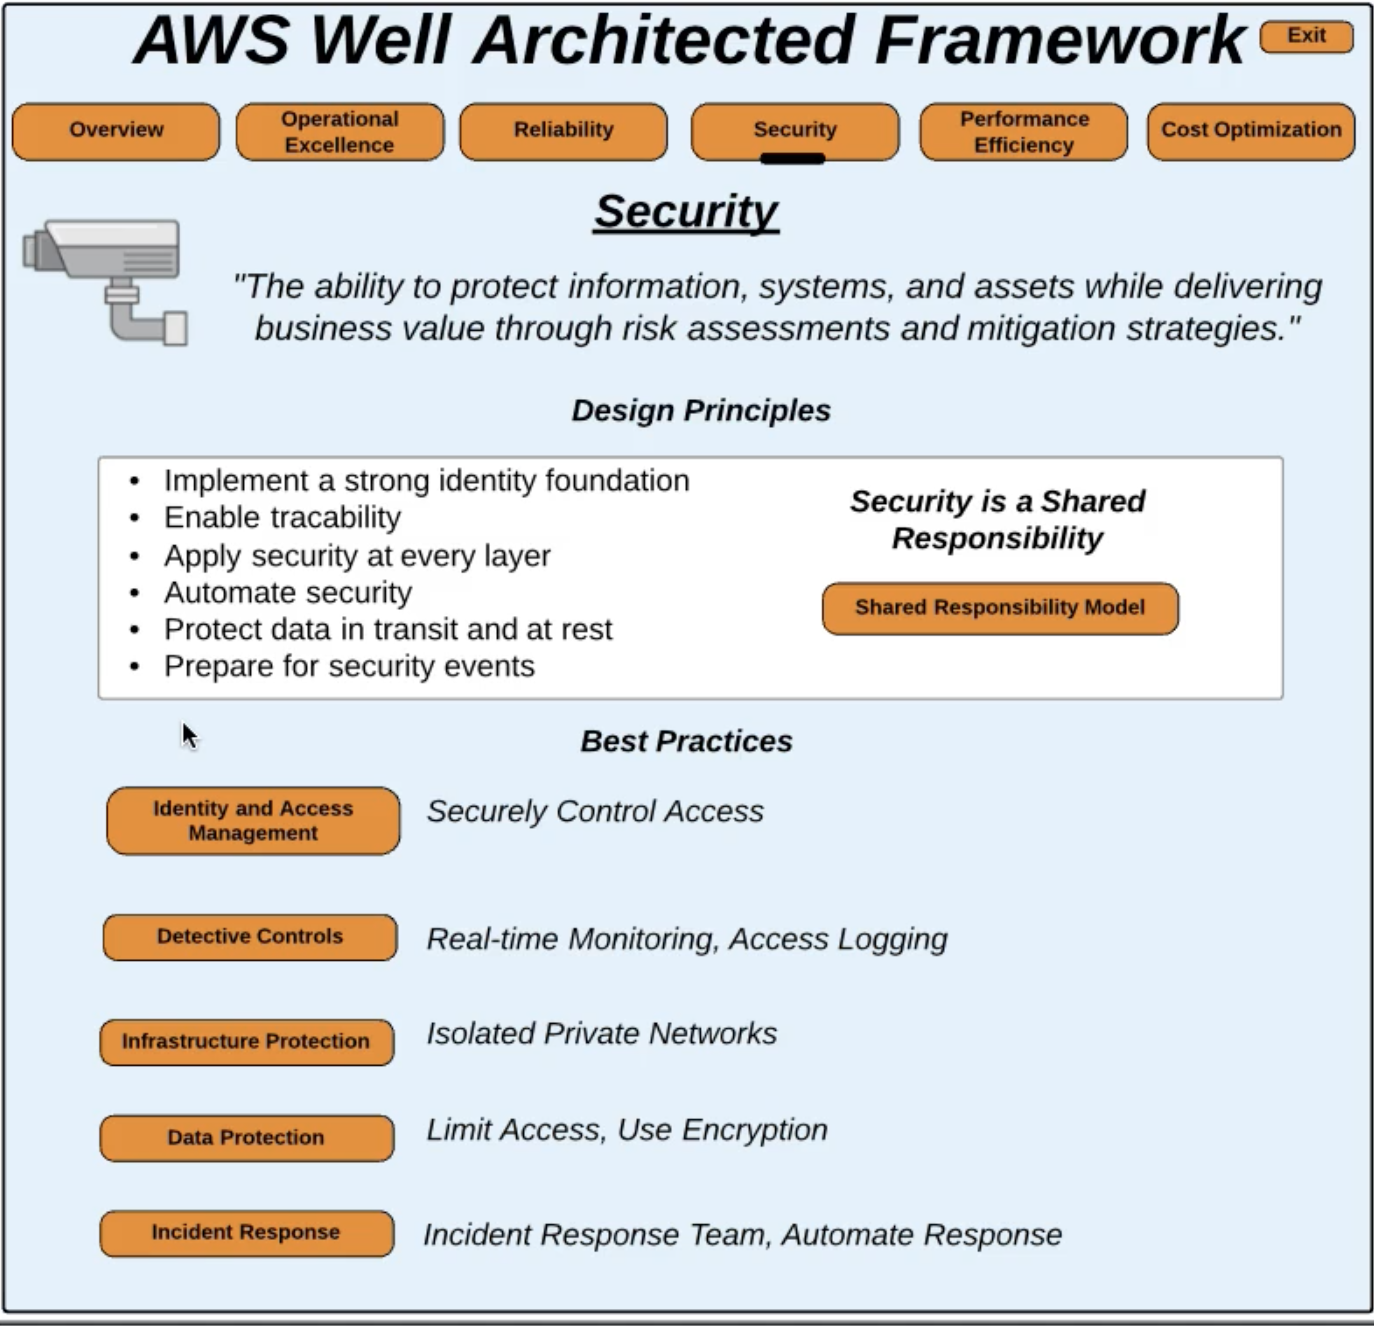 AWS Well Architected Framework
Exit
Overview
Operational
Excellence
Reliability
Security
Performance
Efficiency
Cost Optimization
Security
"The ability to protect information, systems, and assets while delivering
business value through risk assessments and mitigation strategies."
Design Principles
• Implement a strong identity foundation
• Enable tracability
• Apply security at every layer
• Automate security
• Protect data in transit and at rest
• Prepare for security events
Security is a Shared
Responsibility
Shared Responsibility Model
Best Practices
Identity and Access
Management
Securely Control Access
Detective Controls
Real-time Monitoring, Access Logging
Infrastructure Protection
Isolated Private Networks
Data Protection
Limit Access, Use Encryption
Incident Response
Incident Response Team, Automate Response